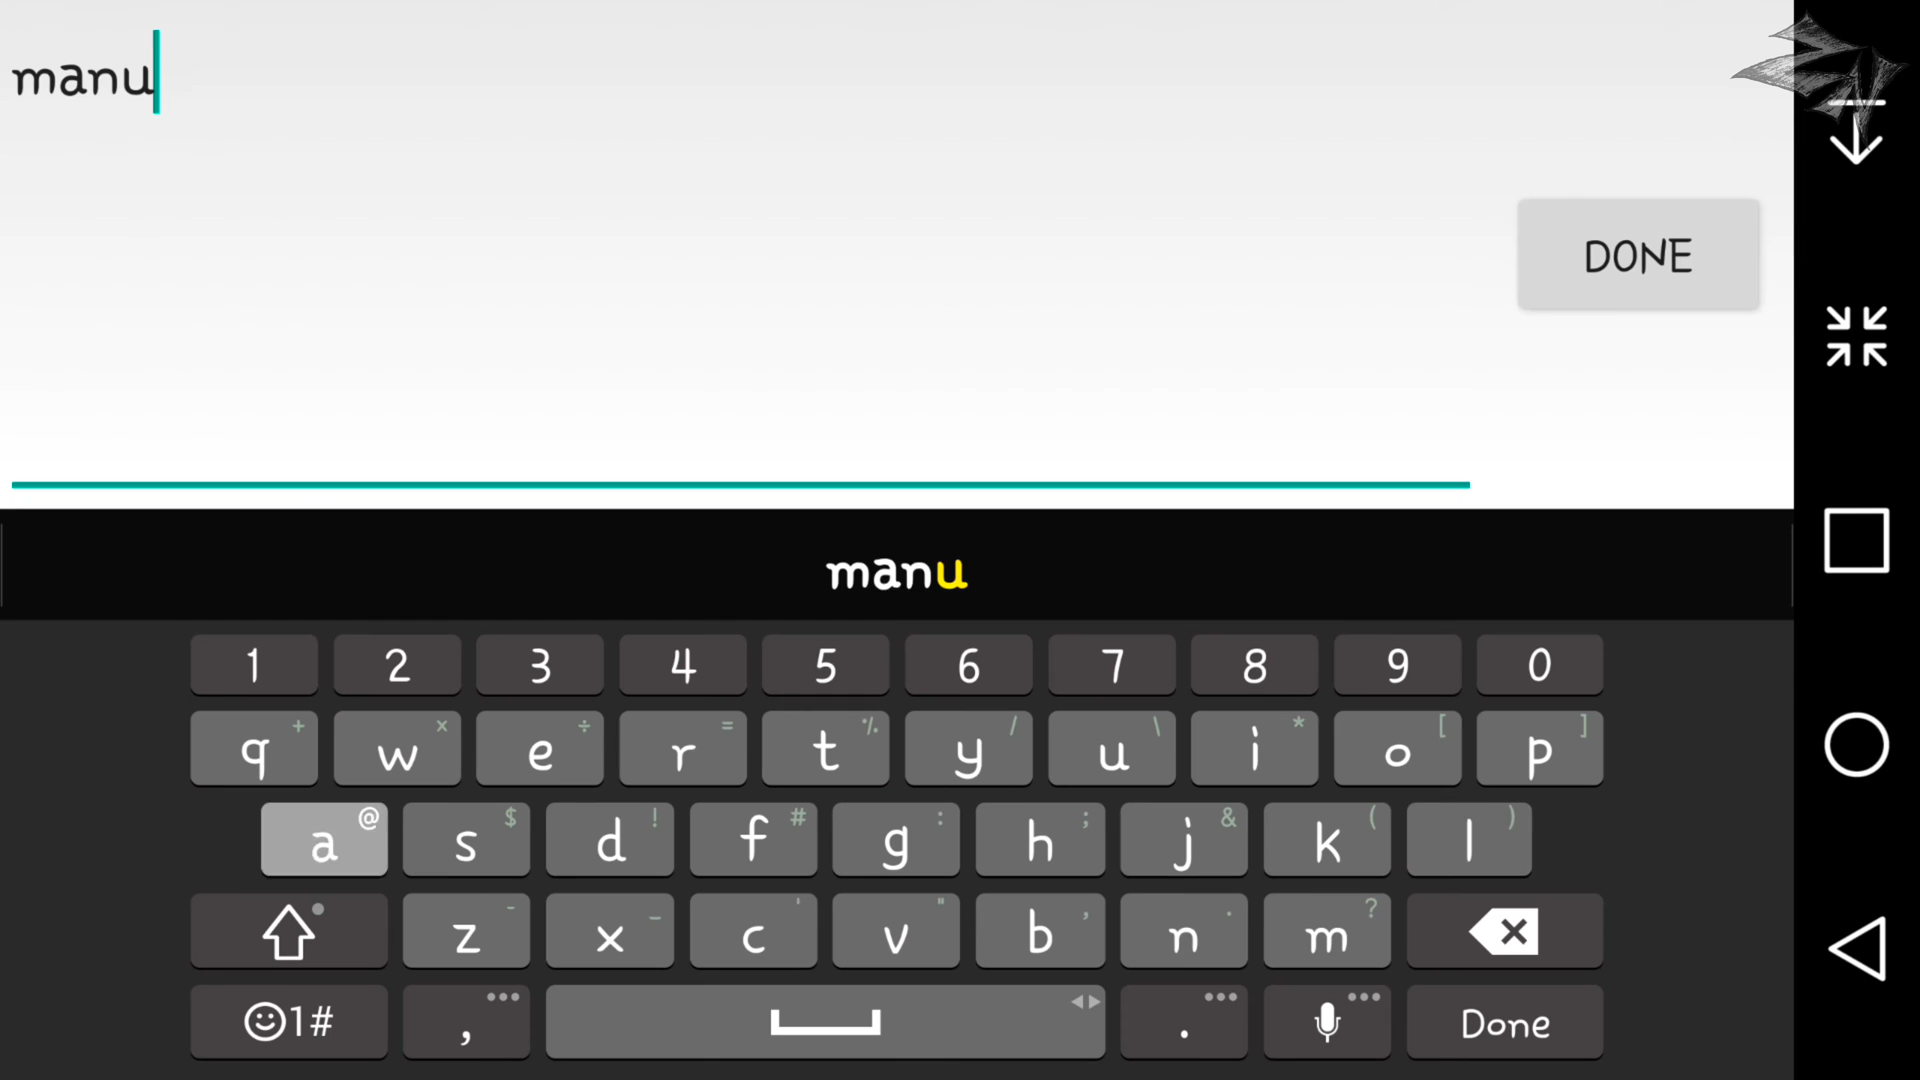 manu
DONE
manu
1 2 3 4 5 6 7 8 9 0
q + w × e ÷ r = t % y / u \ i * o [ p ]
a @ s $ d ! f # g : h ; j & k ( l )
z - x _ c ' v " b , n . m ?
1# , . Done